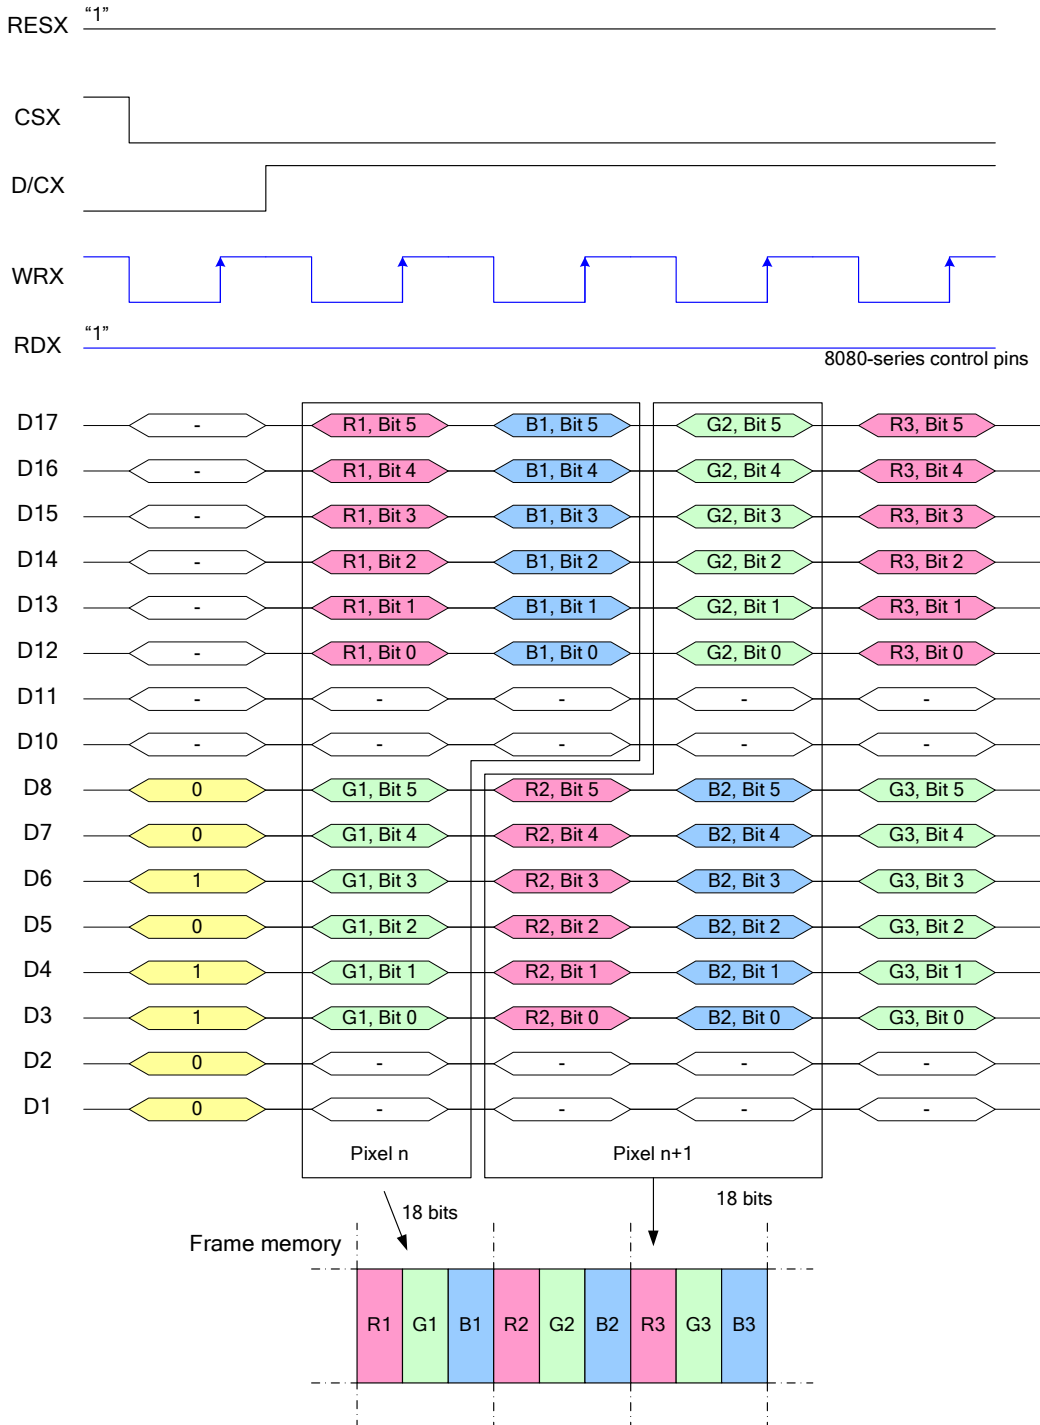 RESX “1”
CSX
D/CX
WRX
RDX “1”
8080-series control pins
D17 - R1, Bit 5 B1, Bit 5 G2, Bit 5 R3, Bit 5
D16 - R1, Bit 4 B1, Bit 4 G2, Bit 4 R3, Bit 4
D15 - R1, Bit 3 B1, Bit 3 G2, Bit 3 R3, Bit 3
D14 - R1, Bit 2 B1, Bit 2 G2, Bit 2 R3, Bit 2
D13 - R1, Bit 1 B1, Bit 1 G2, Bit 1 R3, Bit 1
D12 - R1, Bit 0 B1, Bit 0 G2, Bit 0 R3, Bit 0
D11 - - - - -
D10 - - - - -
D8 0 G1, Bit 5 R2, Bit 5 B2, Bit 5 G3, Bit 5
D7 0 G1, Bit 4 R2, Bit 4 B2, Bit 4 G3, Bit 4
D6 1 G1, Bit 3 R2, Bit 3 B2, Bit 3 G3, Bit 3
D5 0 G1, Bit 2 R2, Bit 2 B2, Bit 2 G3, Bit 2
D4 1 G1, Bit 1 R2, Bit 1 B2, Bit 1 G3, Bit 1
D3 1 G1, Bit 0 R2, Bit 0 B2, Bit 0 G3, Bit 0
D2 0 - - - -
D1 0 - - - -
Pixel n Pixel n+1
18 bits 18 bits
Frame memory
R1 G1 B1 R2 G2 B2 R3 G3 B3